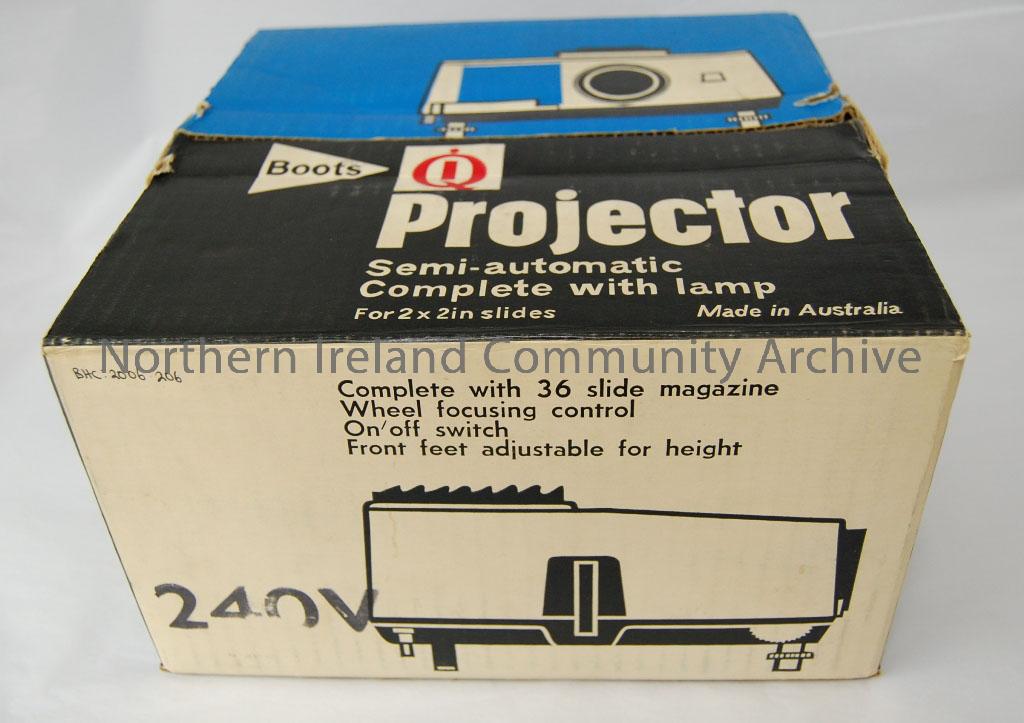 Boots
iQ
Projector
Semi-automatic
Complete with lamp
For 2 x 2in slides Made in Australia
Northern Ireland Community Archive
BHC:2006 206
Complete with 36 slide magazine
Wheel focusing control
On/off switch
Front feet adjustable for height
240V